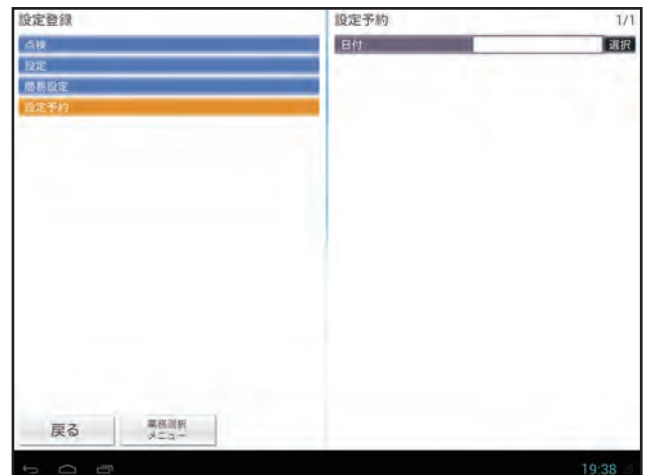 設定登録
点検
設定
簡易設定
設定予約
設定予約 1/1
日付 選択
戻る
業務選択
メニュー
19:38